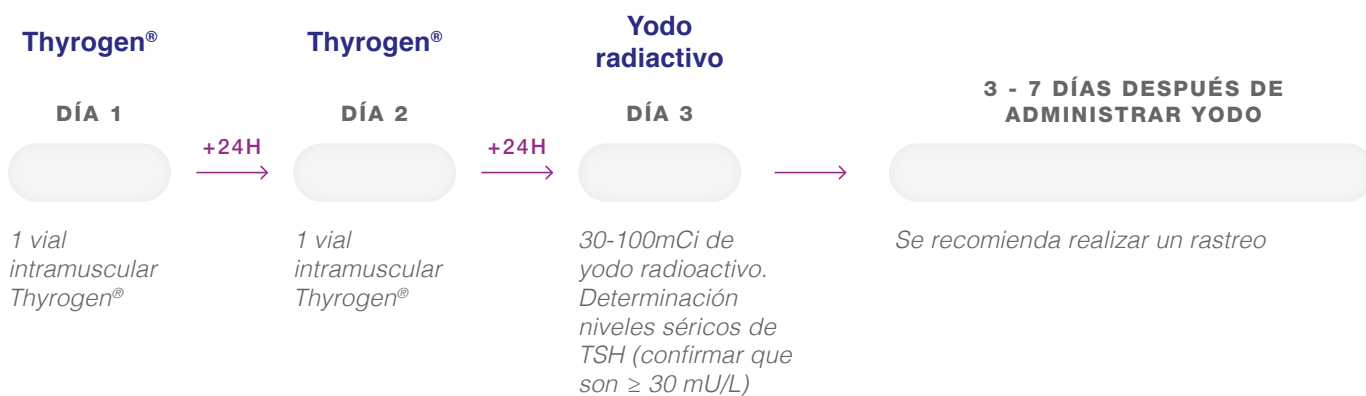 Thyrogen®
DÍA 1
1 vial
intramuscular
Thyrogen®
+24H
Thyrogen®
DÍA 2
1 vial
intramuscular
Thyrogen®
+24H
Yodo
radiactivo
DÍA 3
30-100mCi de
yodo radioactivo.
Determinación
niveles séricos de
TSH (confirmar que
son ≥ 30 mU/L)
3 - 7 DÍAS DESPUÉS DE
ADMINISTRAR YODO
Se recomienda realizar un rastreo